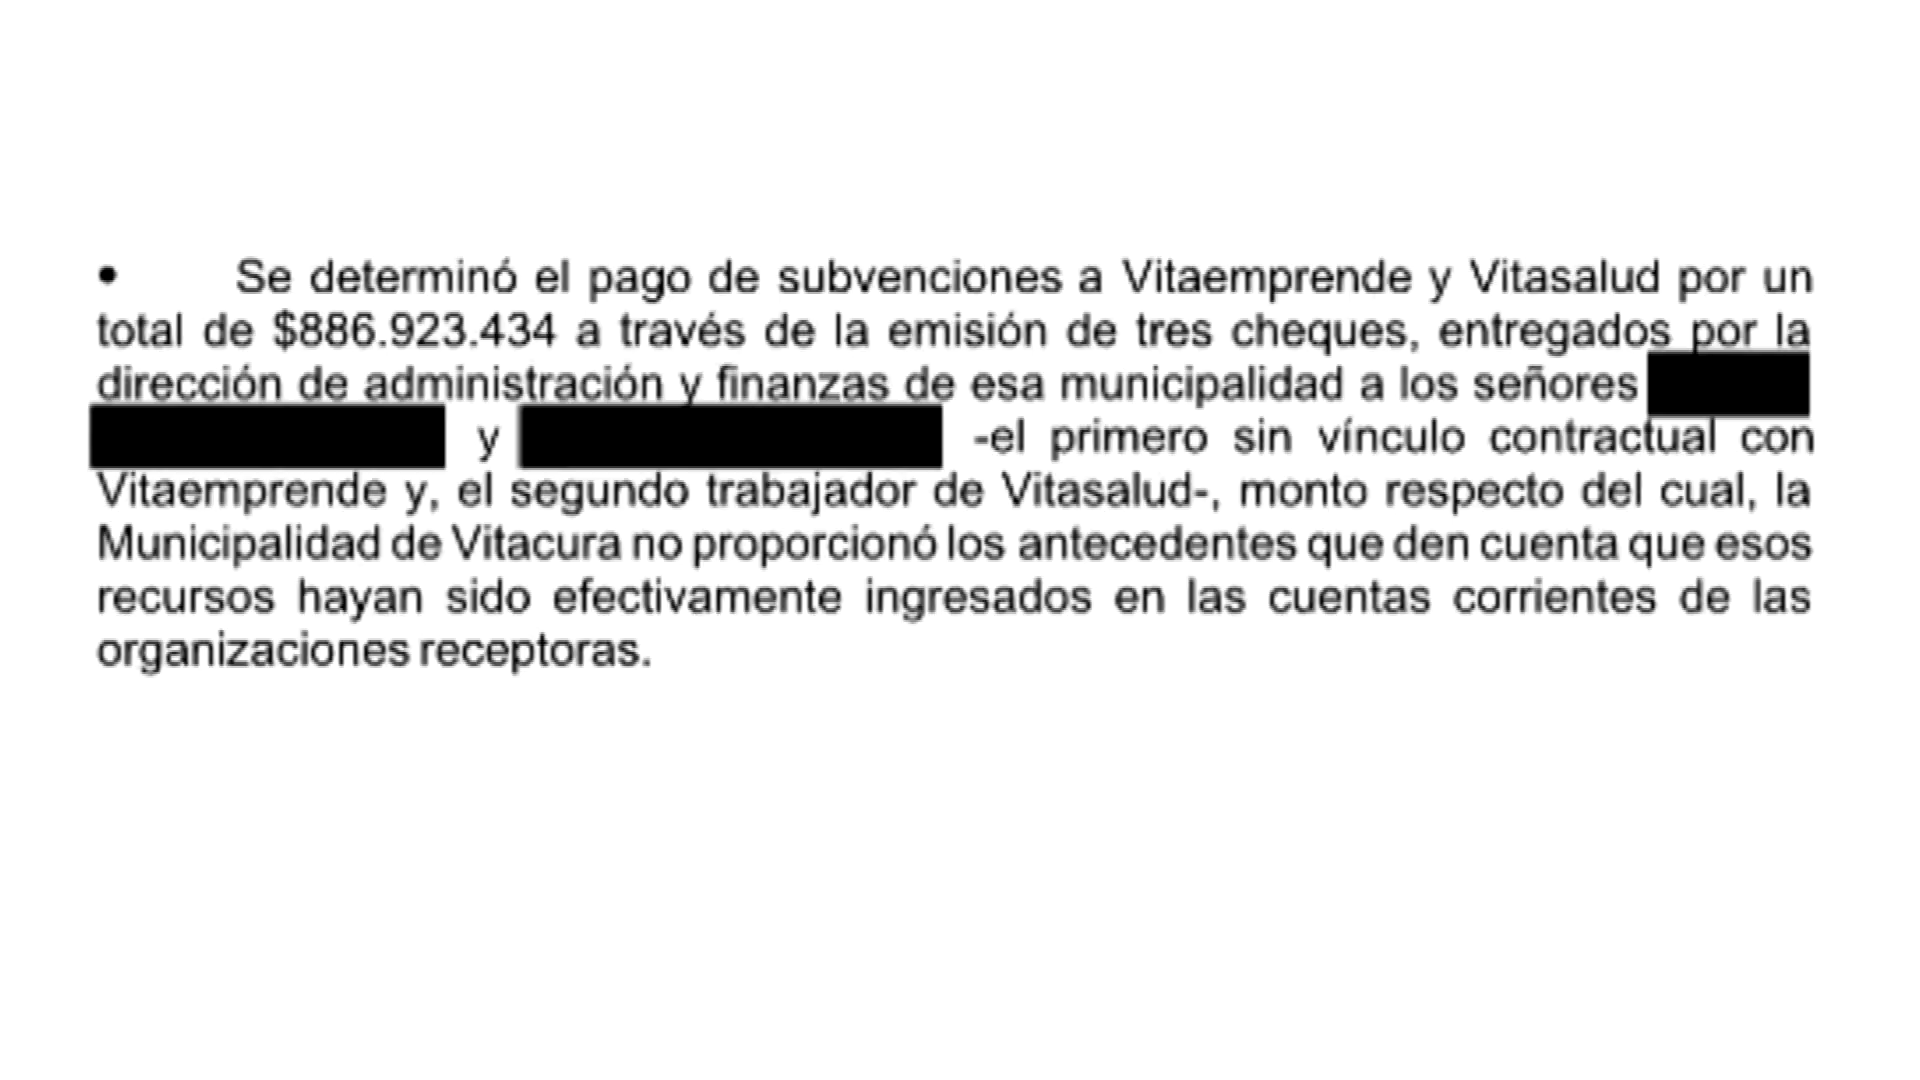 • Se determinó el pago de subvenciones a Vitaemprende y Vitasalud por un
total de $886.923.434 a través de la emisión de tres cheques, entregados por la
dirección de administración y finanzas de esa municipalidad a los señores
y -el primero sin vínculo contractual con
Vitaemprende y, el segundo trabajador de Vitasalud-, monto respecto del cual, la
Municipalidad de Vitacura no proporcionó los antecedentes que den cuenta que esos
recursos hayan sido efectivamente ingresados en las cuentas corrientes de las
organizaciones receptoras.